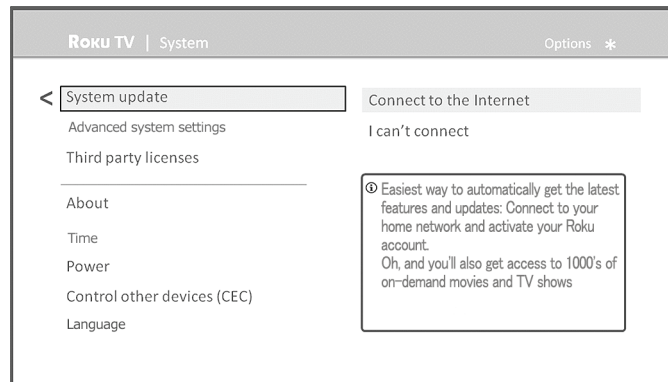 Roku TV | System
Options *
< System update
Advanced system settings
Third party licenses
About
Time
Power
Control other devices (CEC)
Language
Connect to the Internet
I can't connect
Easiest way to automatically get the latest
features and updates: Connect to your
home network and activate your Roku
account.
Oh, and you'll also get access to 1000's of
on-demand movies and TV shows